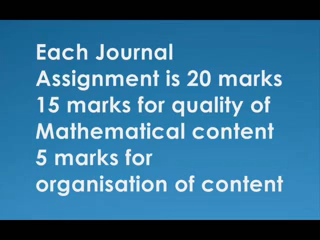 Each Journal
Assignment is 20 marks
15 marks for quality of
Mathematical content
5 marks for
organisation of content